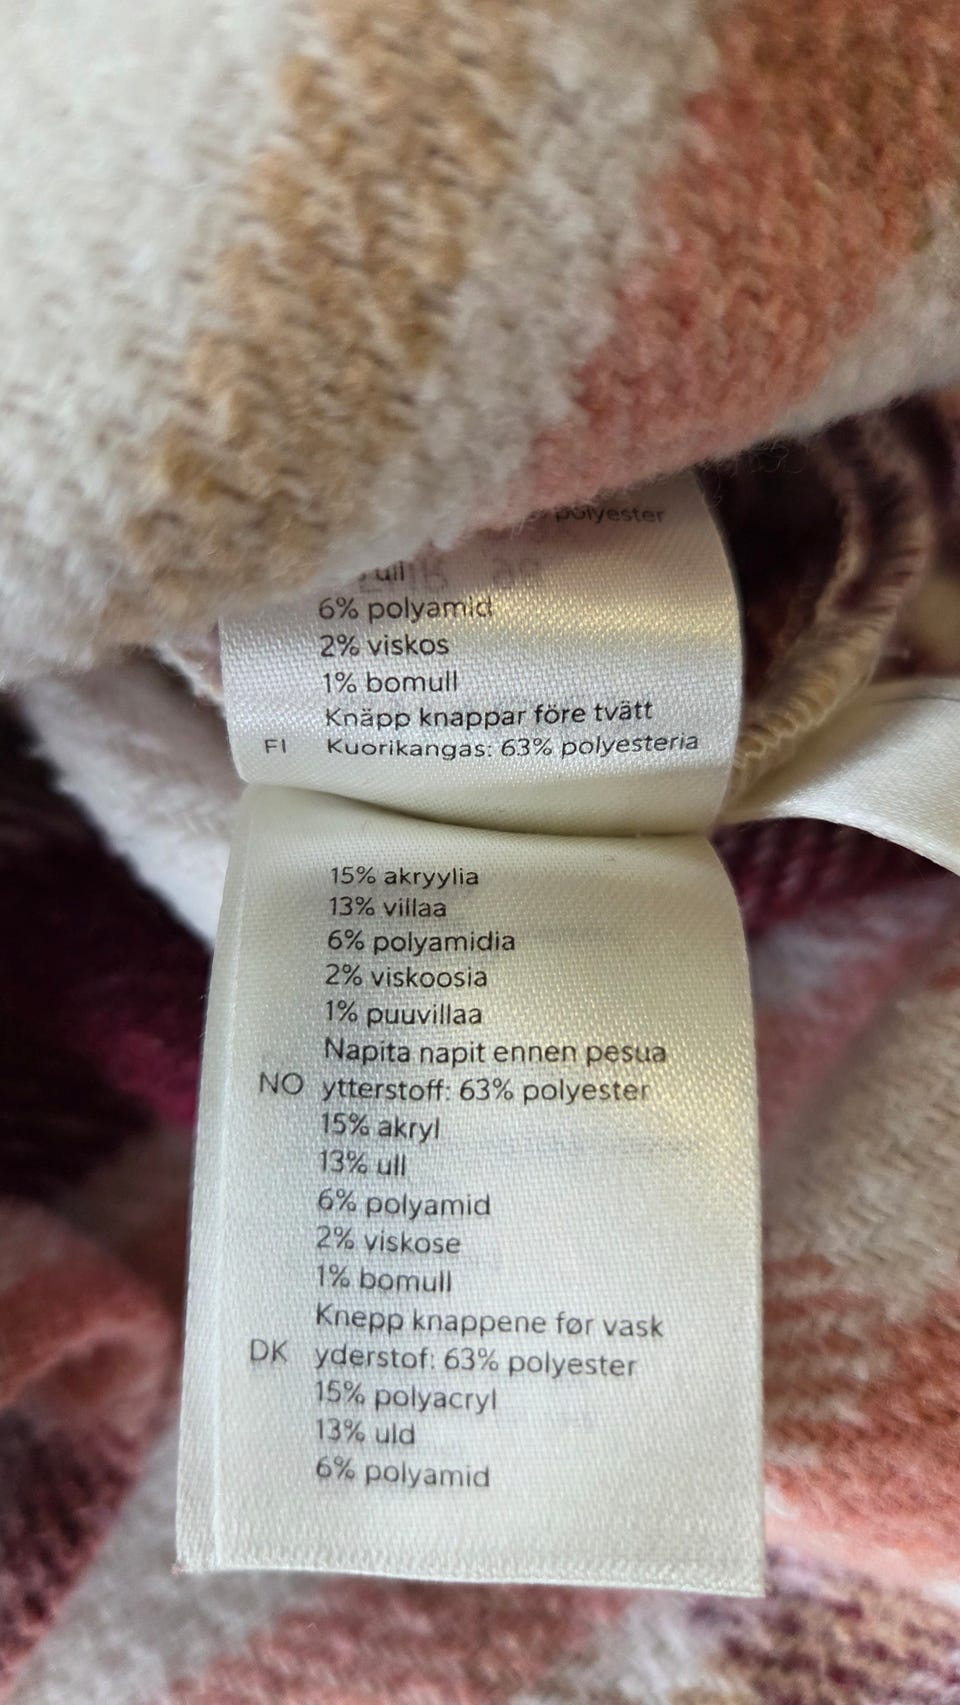 polyester
ull
6% polyamid
2% viskos
1% bomull
Knäpp knappar före tvätt
FI Kuorikangas: 63% polyesteria
15% akryylia
13% villaa
6% polyamidia
2% viskoosia
1% puuvillaa
Napita napit ennen pesua
NO ytterstoff: 63% polyester
15% akryl
13% ull
6% polyamid
2% viskose
1% bomull
Knepp knappene før vask
DK yderstof: 63% polyester
15% polyacryl
13% uld
6% polyamid